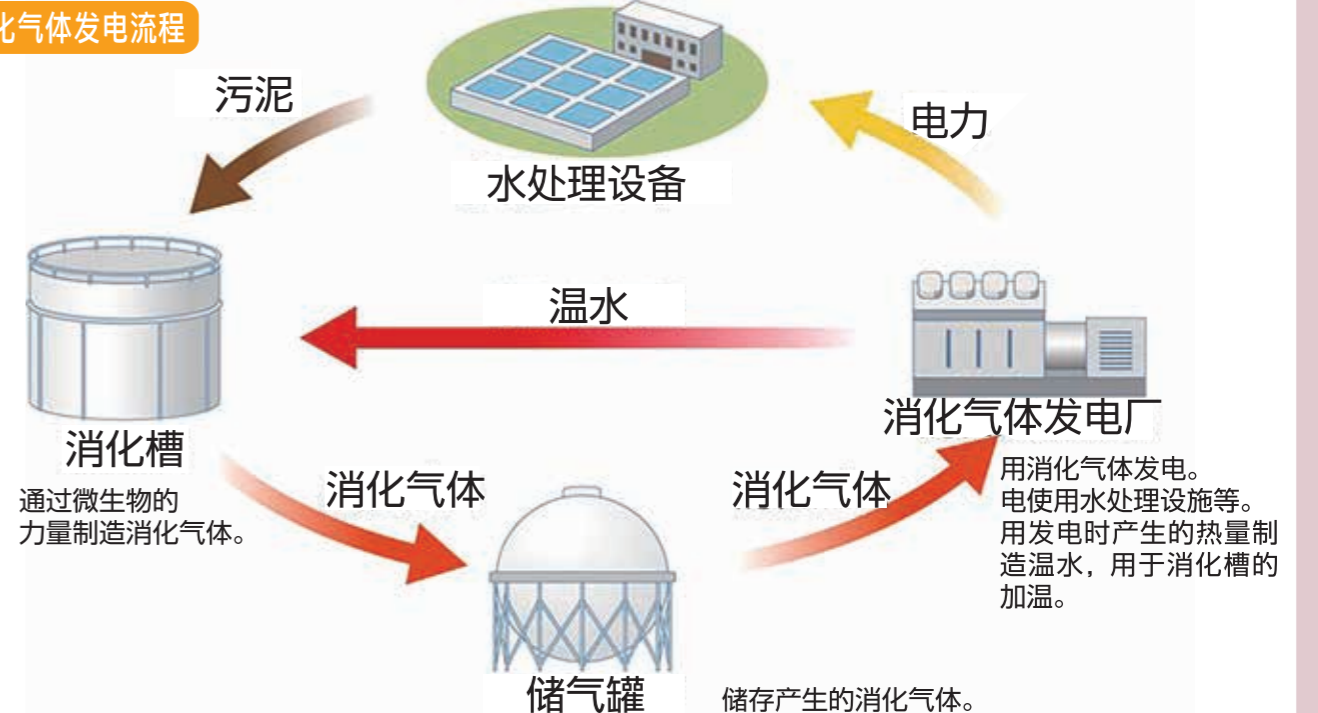 化气体发电流程
污泥
电力
水处理设备
温水
消化槽
通过微生物的
力量制造消化气体。
消化气体
消化气体
消化气体发电厂
用消化气体发电。
电使用水处理设施等。
用发电时产生的热量制
造温水，用于消化槽的
加温。
储气罐
储存产生的消化气体。